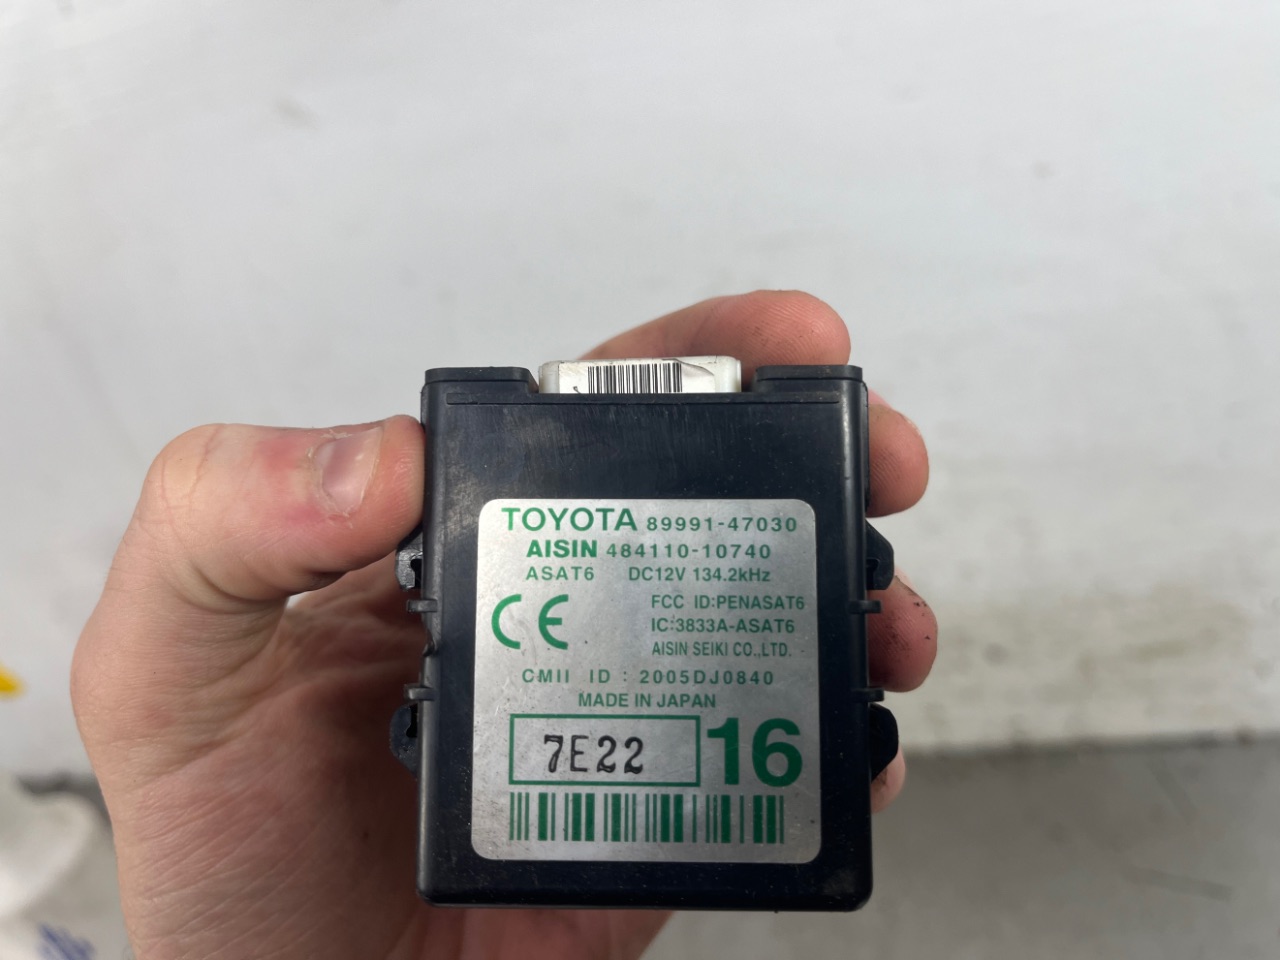 TOYOTA 89991-47030
AISIN 484110-10740
ASAT6 DC12V 134.2kHz
CE FCC ID:PENASAT6
IC:3833A-ASAT6
AISIN SEIKI CO.,LTD.
CMII ID : 2005DJ0840
MADE IN JAPAN
7E22 16